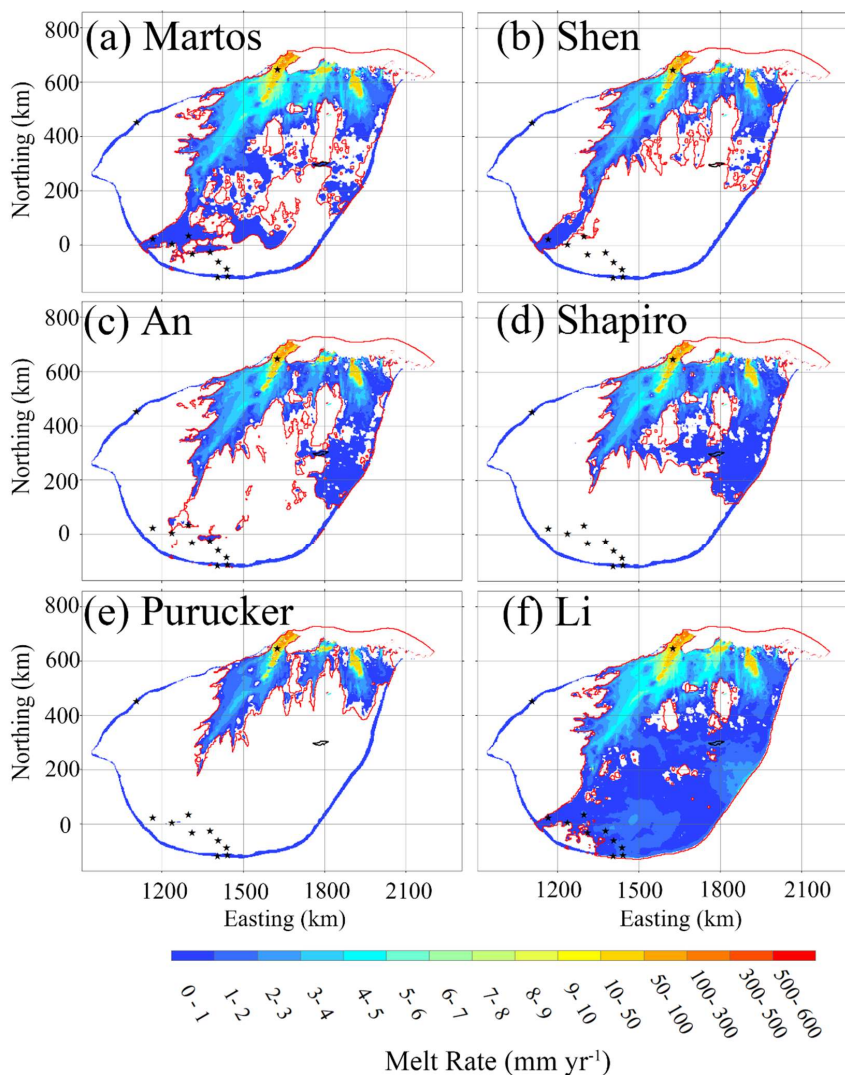 (a) Martos
(b) Shen
800
600
400
200
0
Northing (km)
(c) An
(d) Shapiro
800
600
400
200
0
Northing (km)
(e) Purucker
(f) Li
800
600
400
200
0
Northing (km)
1200 1500 1800 2100
1200 1500 1800 2100
Easting (km)
Easting (km)
0-1
1-2
2-3
3-4
4-5
5-6
6-7
7-8
8-9
9-10
10-50
50-100
100-300
300-500
500-600
Melt Rate (mm yr⁻¹)